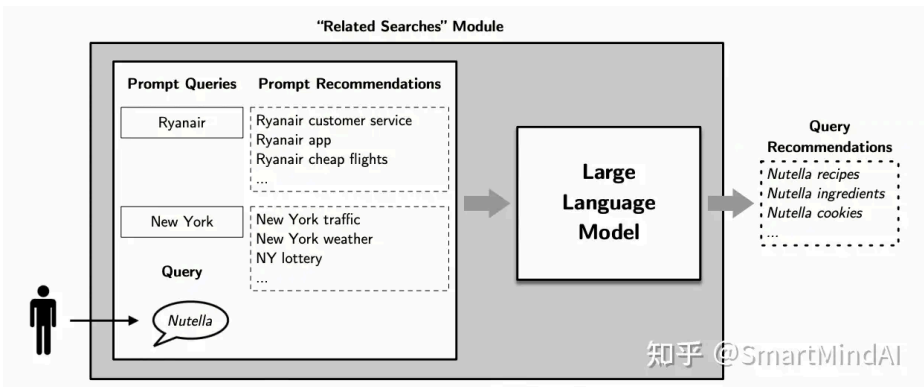 “Related Searches” Module
Prompt Queries
Prompt Recommendations
Ryanair
Ryanair customer service
Ryanair app
Ryanair cheap flights
...
New York
New York traffic
New York weather
NY lottery
...
Query
Nutella
Large
Language
Model
Query
Recommendations
Nutella recipes
Nutella ingredients
Nutella cookies
...
知乎 @SmartMindAI